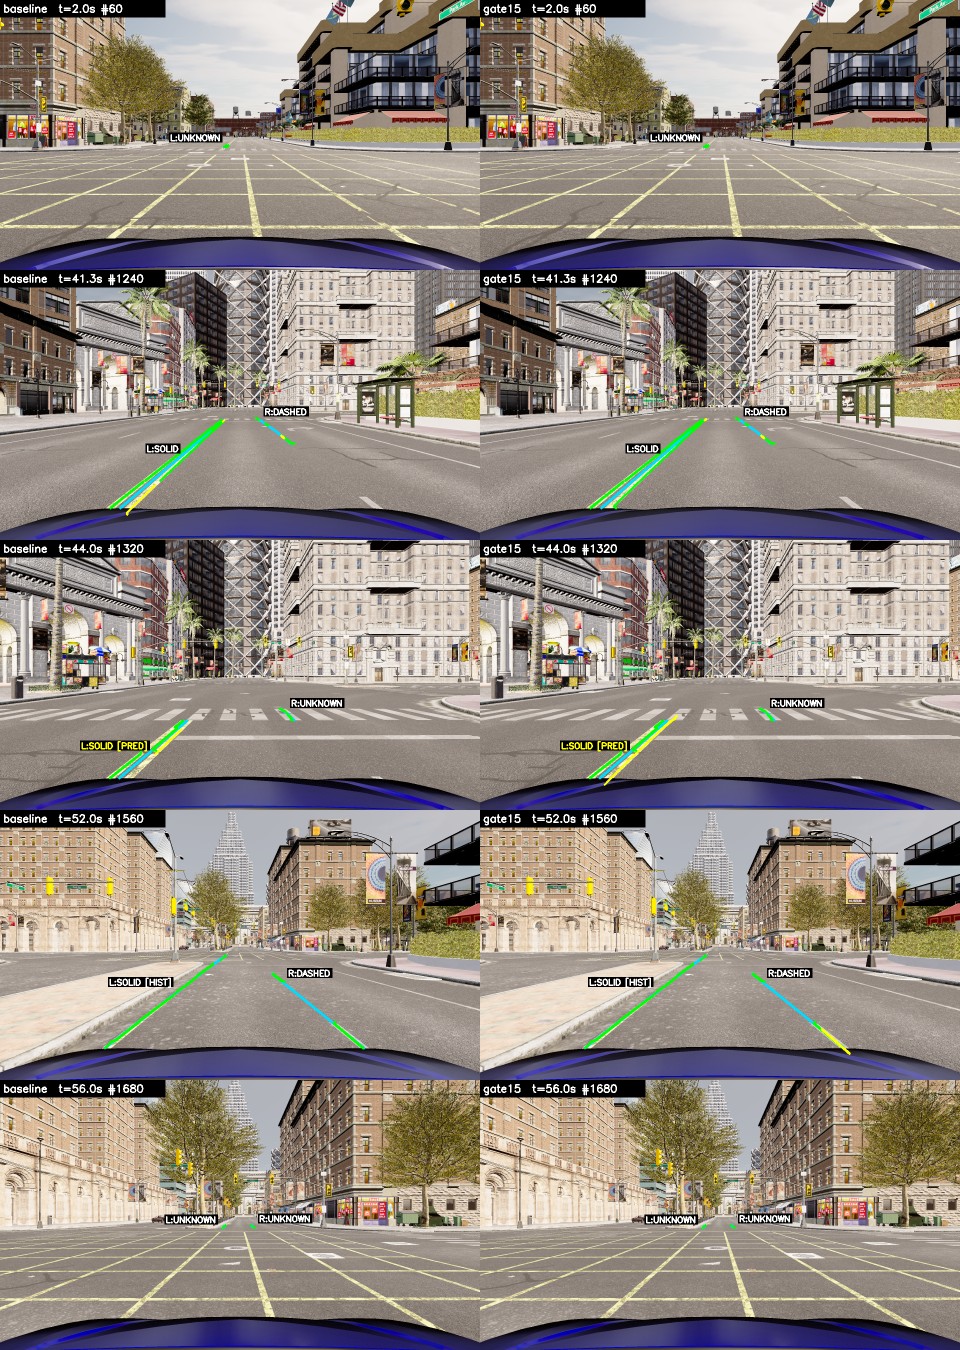 baseline t=2.0s #60
gate15 t=2.0s #60
L:UNKNOWN
L:UNKNOWN
baseline t=41.3s #1240
gate15 t=41.3s #1240
R:DASHED
R:DASHED
L:SOLID
L:SOLID
baseline t=44.0s #1320
gate15 t=44.0s #1320
R:UNKNOWN
R:UNKNOWN
L:SOLID [PRED]
L:SOLID [PRED]
baseline t=52.0s #1560
gate15 t=52.0s #1560
R:DASHED
R:DASHED
L:SOLID [HIST]
L:SOLID [HIST]
baseline t=56.0s #1680
gate15 t=56.0s #1680
L:UNKNOWN R:UNKNOWN
L:UNKNOWN R:UNKNOWN